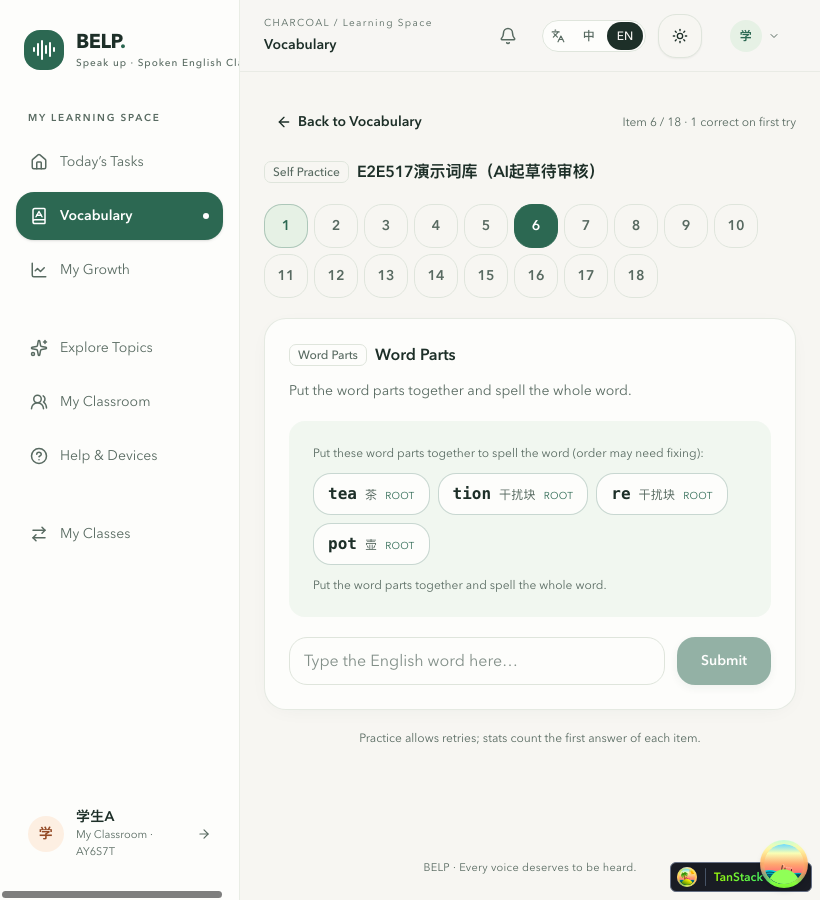 BELP.
Speak up · Spoken English Cl
MY LEARNING SPACE
Today's Tasks
Vocabulary
My Growth
Explore Topics
My Classroom
Help & Devices
My Classes
学 学生A
My Classroom ·
AY6S7T
CHARCOAL / Learning Space
Vocabulary
中 EN 学
Back to Vocabulary
Item 6 / 18 · 1 correct on first try
Self Practice E2E517演示词库（AI起草待审核）
1 2 3 4 5 6 7 8 9 10
11 12 13 14 15 16 17 18
Word Parts Word Parts
Put the word parts together and spell the whole word.
Put these word parts together to spell the word (order may need fixing):
tea 茶 ROOT tion 干扰块 ROOT re 干扰块 ROOT
pot 壶 ROOT
Put the word parts together and spell the whole word.
Type the English word here… Submit
Practice allows retries; stats count the first answer of each item.
BELP · Every voice deserves to be heard.
TanStack